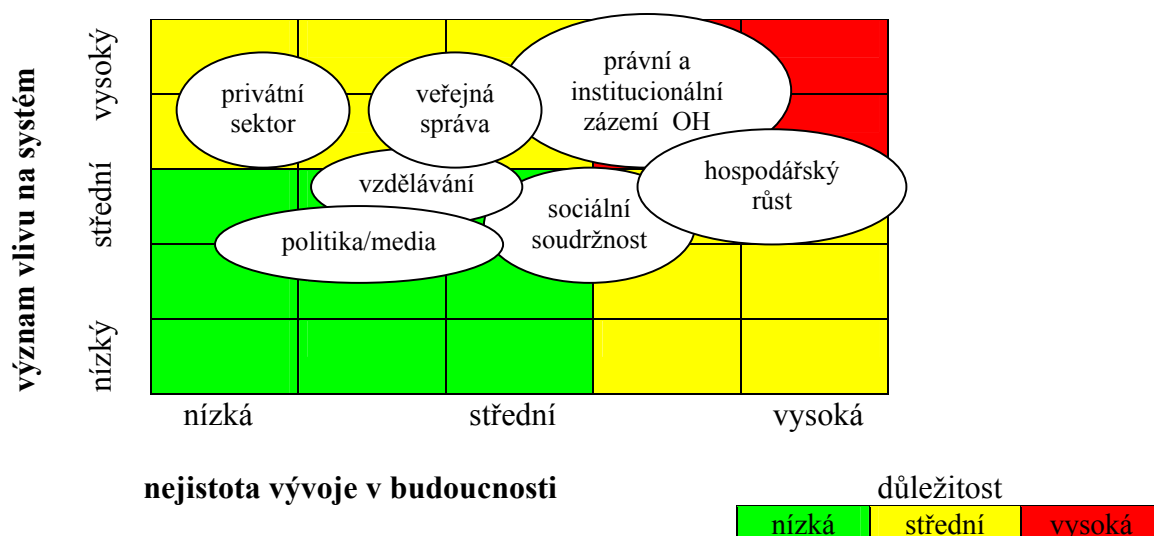 význam vlivu na systém
vysoký
střední
nízký
privátní
sektor
veřejná
správa
právní a
institucionální
zázemí OH
vzdělávání
hospodářský
růst
sociální
soudržnost
politika/media
nízká
střední
vysoká
nejistota vývoje v budoucnosti
důležitost
nízká
střední
vysoká